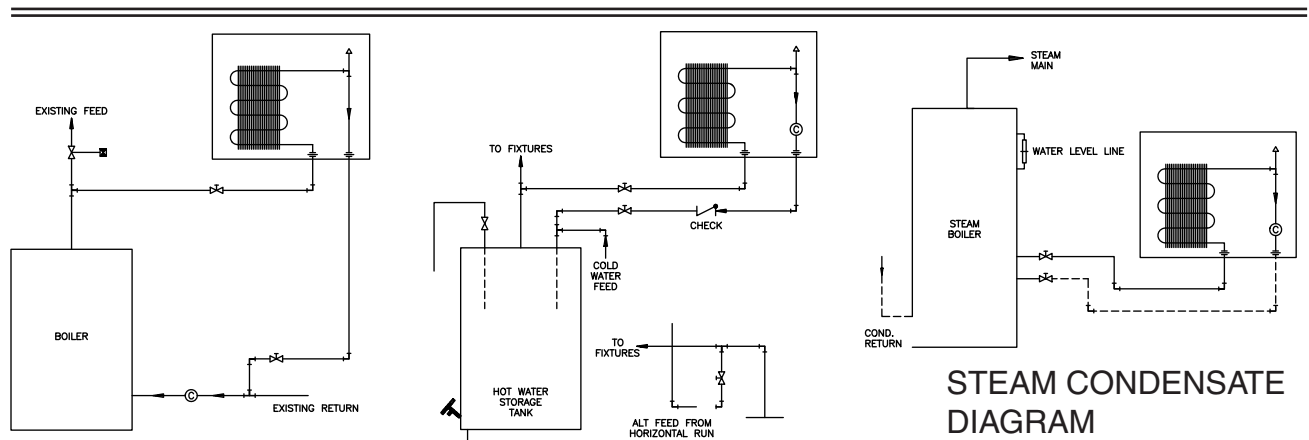 EXISTING FEED
BOILER
C
EXISTING RETURN
C
TO FIXTURES
CHECK
COLD
WATER
FEED
HOT WATER
STORAGE
TANK
TO
FIXTURES
ALT FEED FROM
HORIZONTAL RUN
STEAM
MAIN
WATER LEVEL LINE
STEAM
BOILER
C
COND.
RETURN
STEAM CONDENSATE
DIAGRAM